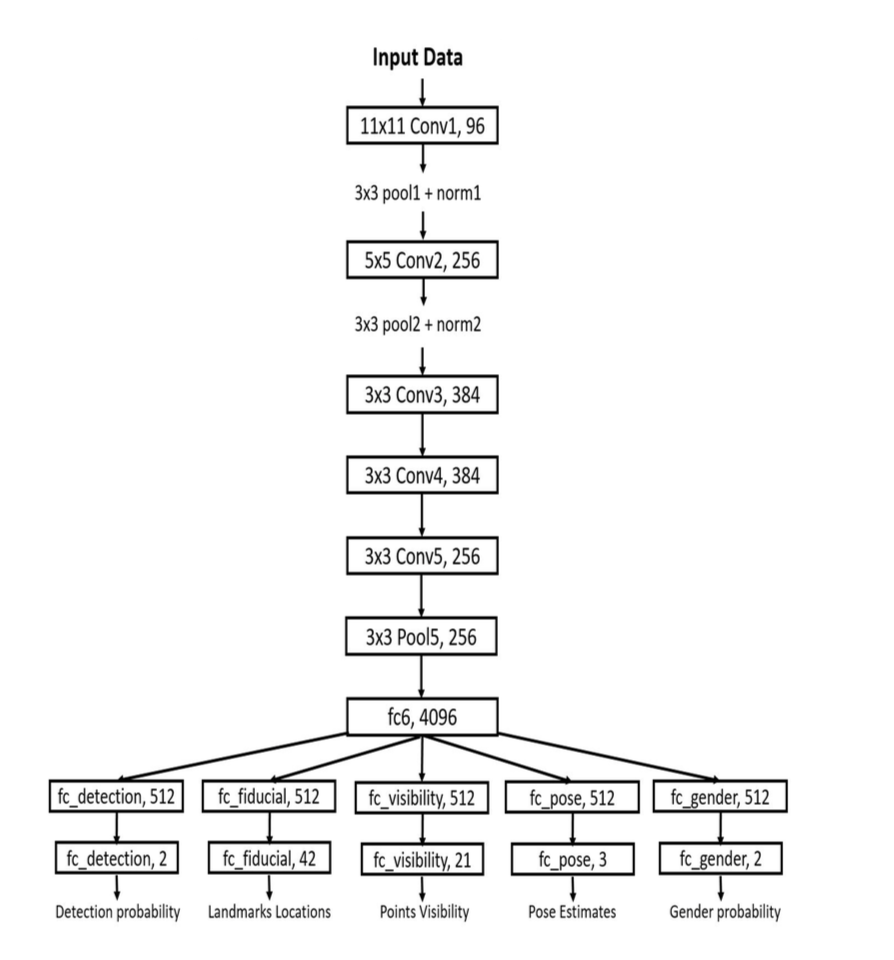 Input Data
11x11 Conv1, 96
3x3 pool1 + norm1
5x5 Conv2, 256
3x3 pool2 + norm2
3x3 Conv3, 384
3x3 Conv4, 384
3x3 Conv5, 256
3x3 Pool5, 256
fc6, 4096
fc_detection, 512
fc_fiducial, 512
fc_visibility, 512
fc_pose, 512
fc_gender, 512
fc_detection, 2
fc_fiducial, 42
fc_visibility, 21
fc_pose, 3
fc_gender, 2
Detection probability
Landmarks Locations
Points Visibility
Pose Estimates
Gender probability